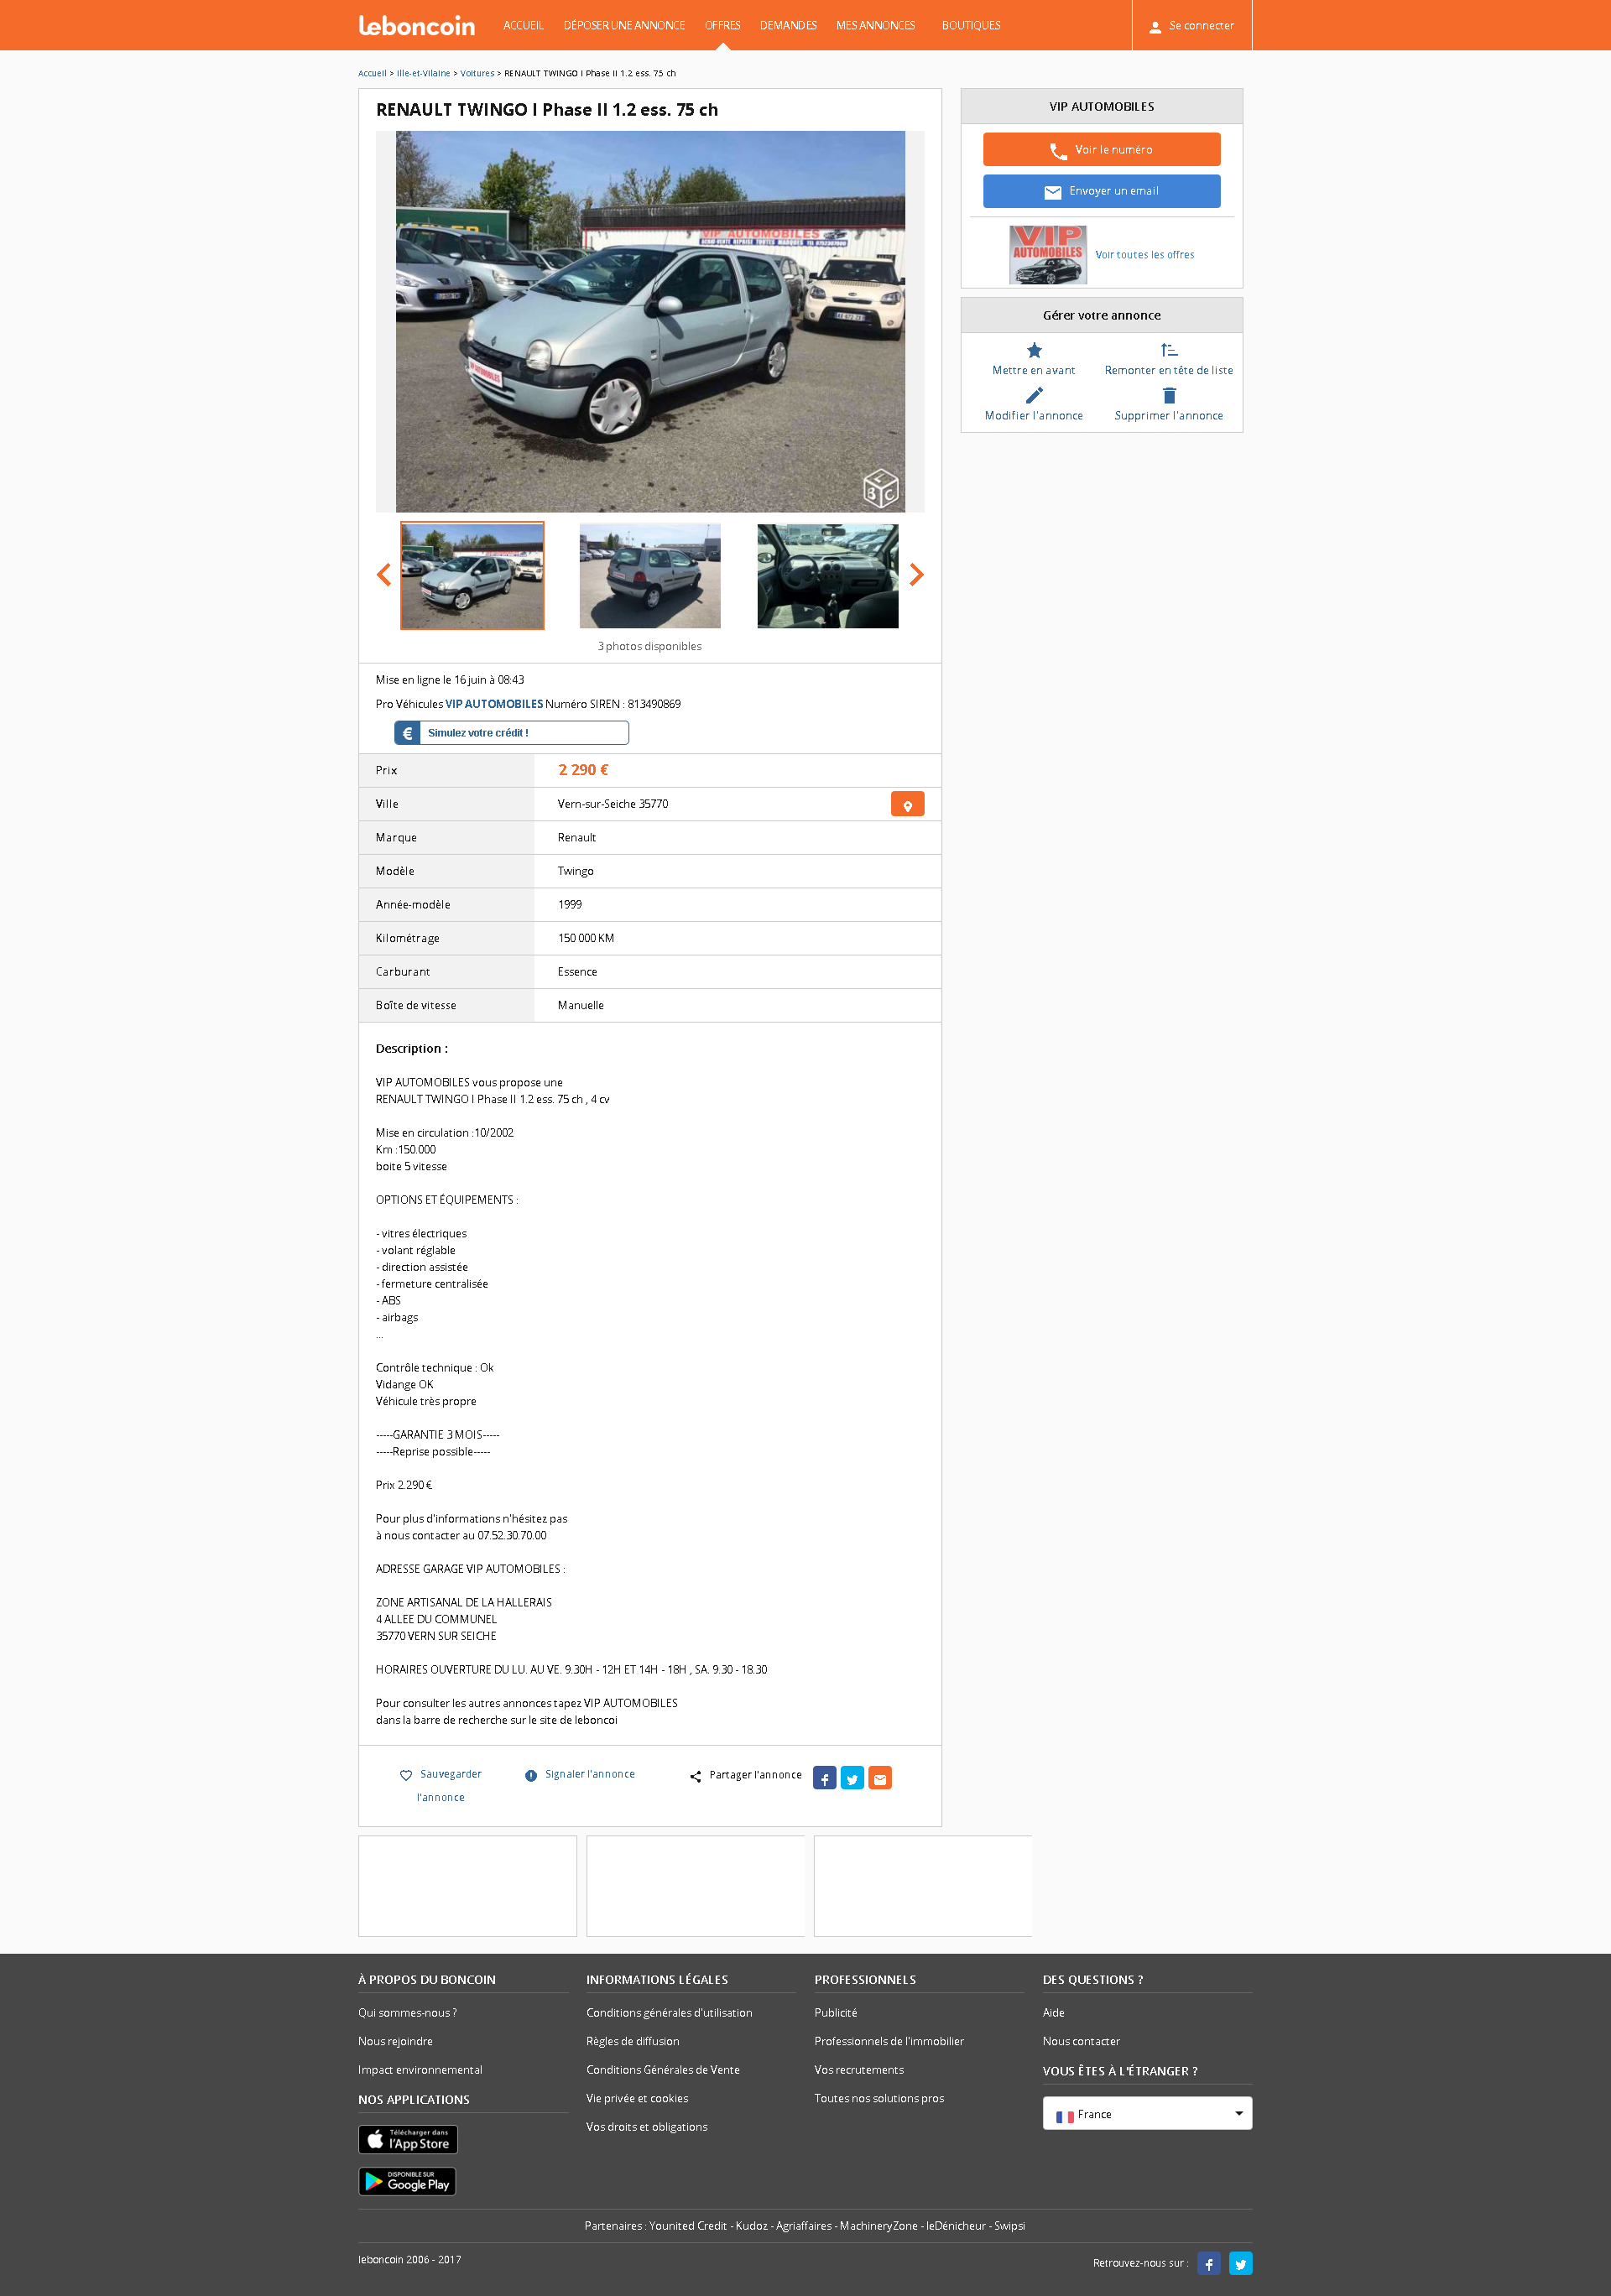 leboncoin
ACCUEIL DÉPOSER UNE ANNONCE OFFRES DEMANDES MES ANNONCES BOUTIQUES Se connecter
Accueil > Ille-et-Vilaine > Voitures > RENAULT TWINGO I Phase II 1.2 ess. 75 ch
RENAULT TWINGO I Phase II 1.2 ess. 75 ch
VIP AUTOMOBILES
LBC
3 photos disponibles
Mise en ligne le 16 juin à 08:43
Pro Véhicules VIP AUTOMOBILES Numéro SIREN : 813490869
€ Simulez votre crédit !
Prix 2 290 €
Ville Vern-sur-Seiche 35770
Marque Renault
Modèle Twingo
Année-modèle 1999
Kilométrage 150 000 KM
Carburant Essence
Boîte de vitesse Manuelle
Description :
VIP AUTOMOBILES vous propose une
RENAULT TWINGO I Phase II 1.2 ess. 75 ch , 4 cv
Mise en circulation :10/2002
Km :150.000
boite 5 vitesse
OPTIONS ET ÉQUIPEMENTS :
- vitres électriques
- volant réglable
- direction assistée
- fermeture centralisée
- ABS
- airbags
...
Contrôle technique : Ok
Vidange OK
Véhicule très propre
-----GARANTIE 3 MOIS-----
-----Reprise possible-----
Prix 2.290 €
Pour plus d'informations n'hésitez pas
à nous contacter au 07.52.30.70.00
ADRESSE GARAGE VIP AUTOMOBILES :
ZONE ARTISANAL DE LA HALLERAIS
4 ALLEE DU COMMUNEL
35770 VERN SUR SEICHE
HORAIRES OUVERTURE DU LU. AU VE. 9.30H - 12H ET 14H - 18H , SA. 9.30 - 18.30
Pour consulter les autres annonces tapez VIP AUTOMOBILES
dans la barre de recherche sur le site de leboncoi
Sauvegarder
l'annonce
Signaler l'annonce
Partager l'annonce
VIP AUTOMOBILES
Voir le numéro
Envoyer un email
VIP
AUTOMOBILES
Voir toutes les offres
Gérer votre annonce
Mettre en avant Remonter en tête de liste
Modifier l'annonce Supprimer l'annonce
À PROPOS DU BONCOIN
Qui sommes-nous ?
Nous rejoindre
Impact environnemental
NOS APPLICATIONS
Télécharger dans
l'App Store
DISPONIBLE SUR
Google Play
INFORMATIONS LÉGALES
Conditions générales d'utilisation
Règles de diffusion
Conditions Générales de Vente
Vie privée et cookies
Vos droits et obligations
PROFESSIONNELS
Publicité
Professionnels de l'immobilier
Vos recrutements
Toutes nos solutions pros
DES QUESTIONS ?
Aide
Nous contacter
VOUS ÊTES À L'ÉTRANGER ?
France
Partenaires : Younited Credit - Kudoz - Agriaffaires - MachineryZone - leDénicheur - Swipsi
leboncoin 2006 - 2017
Retrouvez-nous sur :